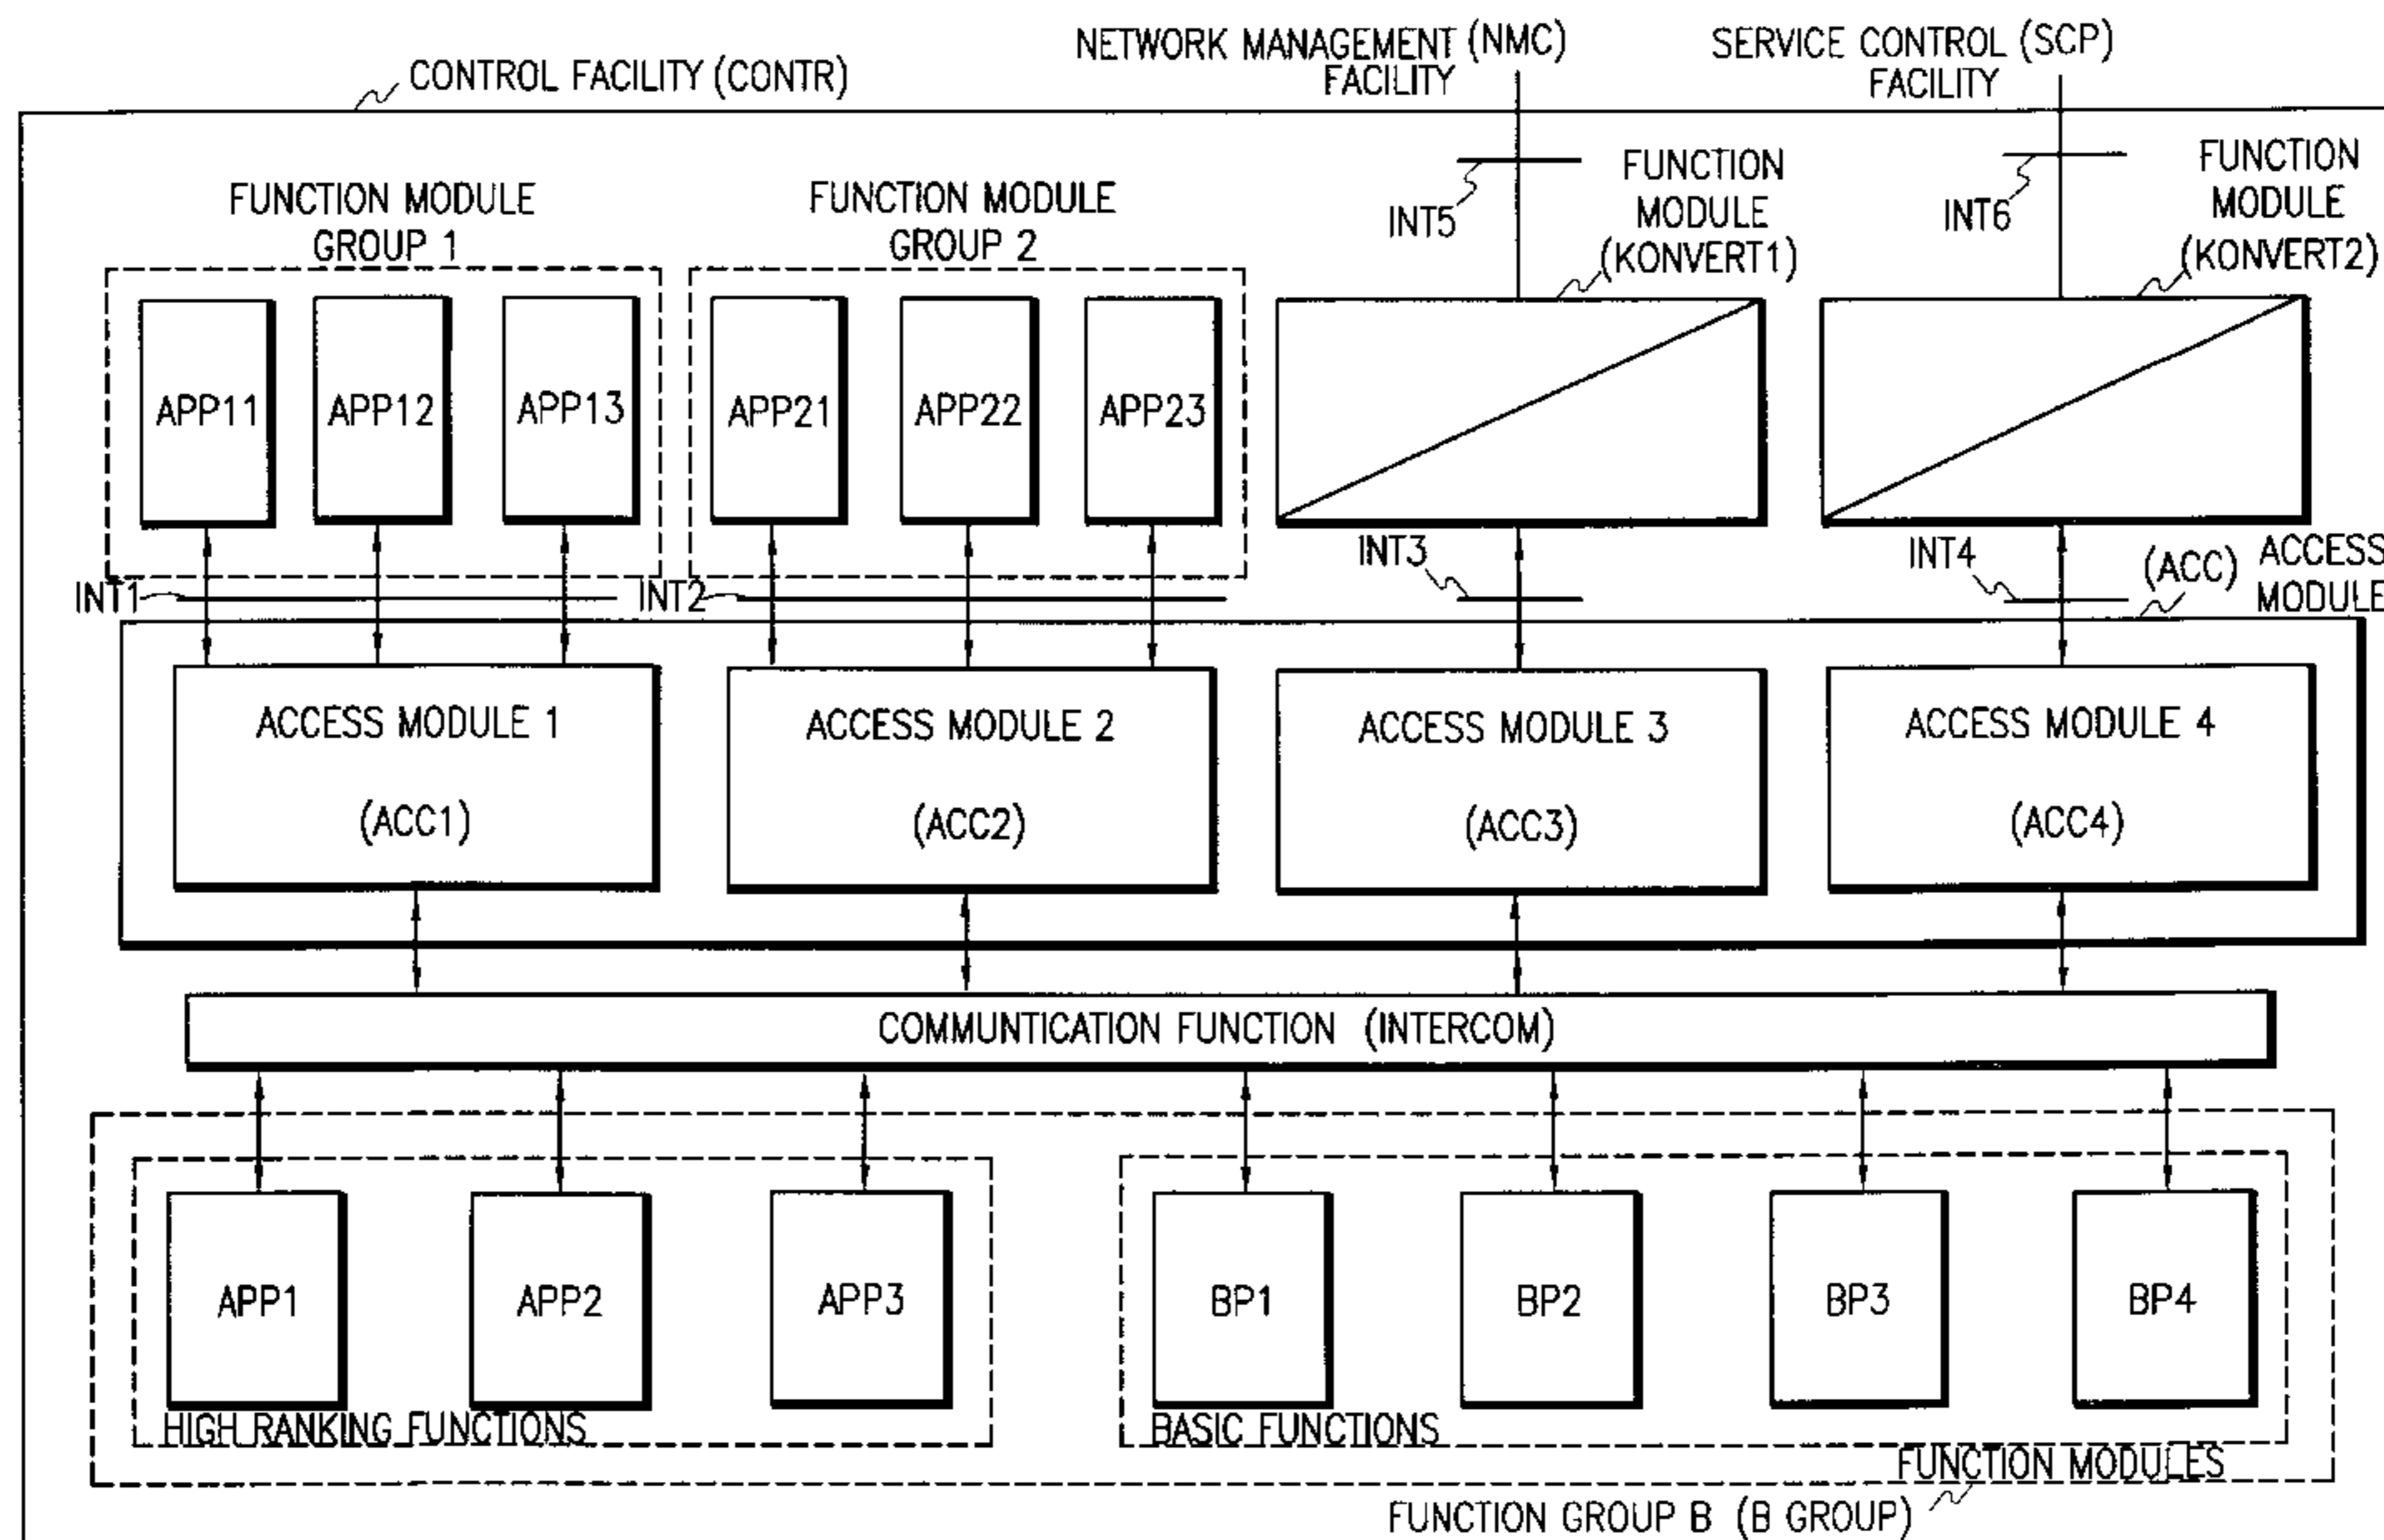 NETWORK MANAGEMENT (NMC)
FACILITY
SERVICE CONTROL (SCP)
FACILITY
CONTROL FACILITY (CONTR)
FUNCTION MODULE
GROUP 1
FUNCTION MODULE
GROUP 2
INT5
FUNCTION
MODULE
(KONVERT1)
INT6
FUNCTION
MODULE
(KONVERT2)
APP11
APP12
APP13
APP21
APP22
APP23
INT1
INT2
INT3
INT4
(ACC) ACCESS
MODULE
ACCESS MODULE 1
(ACC1)
ACCESS MODULE 2
(ACC2)
ACCESS MODULE 3
(ACC3)
ACCESS MODULE 4
(ACC4)
COMMUNTICATION FUNCTION (INTERCOM)
APP1
APP2
APP3
BP1
BP2
BP3
BP4
HIGH RANKING FUNCTIONS
BASIC FUNCTIONS
FUNCTION MODULES
FUNCTION GROUP B (B GROUP)